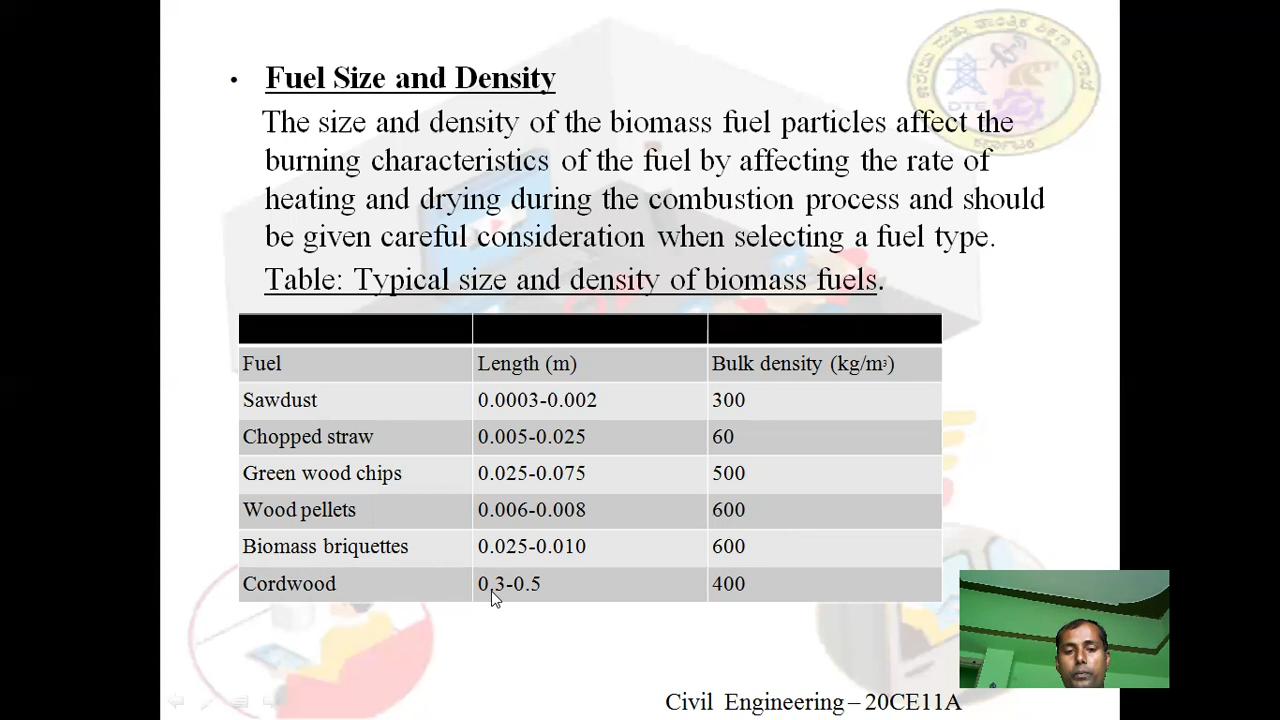 • Fuel Size and Density
The size and density of the biomass fuel particles affect the
burning characteristics of the fuel by affecting the rate of
heating and drying during the combustion process and should
be given careful consideration when selecting a fuel type.
Table: Typical size and density of biomass fuels.
Fuel Length (m) Bulk density (kg/m³)
Sawdust 0.0003-0.002 300
Chopped straw 0.005-0.025 60
Green wood chips 0.025-0.075 500
Wood pellets 0.006-0.008 600
Biomass briquettes 0.025-0.010 600
Cordwood 0.3-0.5 400
Civil Engineering – 20CE11A
DTE